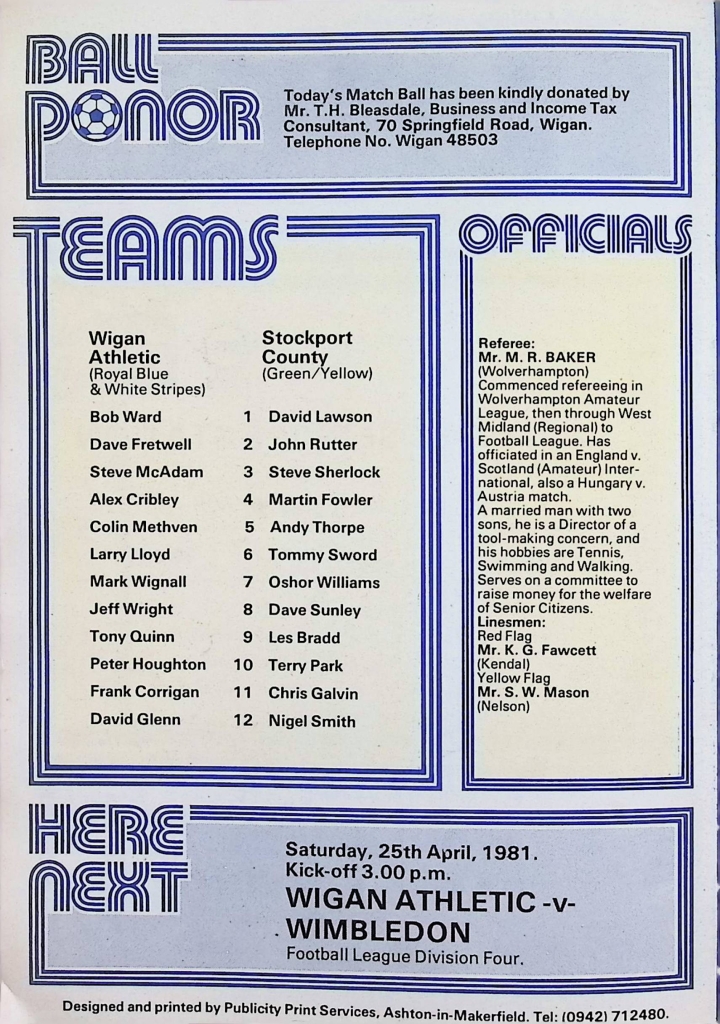 BALL
DONOR
Today's Match Ball has been kindly donated by
Mr. T.H. Bleasdale, Business and Income Tax
Consultant, 70 Springfield Road, Wigan.
Telephone No. Wigan 48503
TEAMS
Wigan
Athletic
(Royal Blue
& White Stripes)
Stockport
County
(Green/Yellow)
Bob Ward 1 David Lawson
Dave Fretwell 2 John Rutter
Steve McAdam 3 Steve Sherlock
Alex Cribley 4 Martin Fowler
Colin Methven 5 Andy Thorpe
Larry Lloyd 6 Tommy Sword
Mark Wignall 7 Oshor Williams
Jeff Wright 8 Dave Sunley
Tony Quinn 9 Les Bradd
Peter Houghton 10 Terry Park
Frank Corrigan 11 Chris Galvin
David Glenn 12 Nigel Smith
OFFICIALS
Referee:
Mr. M. R. BAKER
(Wolverhampton)
Commenced refereeing in
Wolverhampton Amateur
League, then through West
Midland (Regional) to
Football League. Has
officiated in an England v.
Scotland (Amateur) Inter-
national, also a Hungary v.
Austria match.
A married man with two
sons, he is a Director of a
tool-making concern, and
his hobbies are Tennis,
Swimming and Walking.
Serves on a committee to
raise money for the welfare
of Senior Citizens.
Linesmen:
Red Flag
Mr. K. G. Fawcett
(Kendal)
Yellow Flag
Mr. S. W. Mason
(Nelson)
HERE
NEXT
Saturday, 25th April, 1981.
Kick-off 3.00 p.m.
WIGAN ATHLETIC -v-
WIMBLEDON
Football League Division Four.
Designed and printed by Publicity Print Services, Ashton-in-Makerfield. Tel: (0942) 712480.